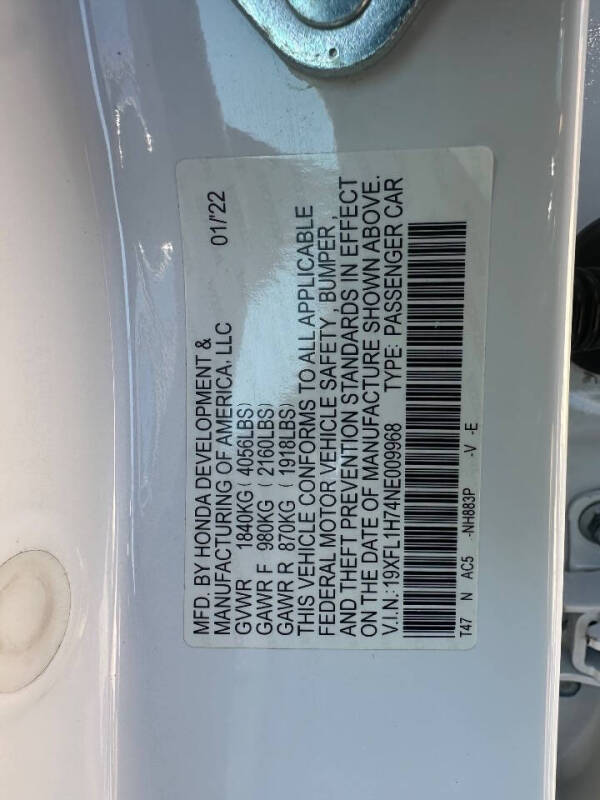 MFD. BY HONDA DEVELOPMENT &
MANUFACTURING OF AMERICA, LLC 01/'22
GVWR 1840KG ( 4056LBS)
GAWR F 980KG ( 2160LBS)
GAWR R 870KG ( 1918LBS)
THIS VEHICLE CONFORMS TO ALL APPLICABLE
FEDERAL MOTOR VEHICLE SAFETY, BUMPER,
AND THEFT PREVENTION STANDARDS IN EFFECT
ON THE DATE OF MANUFACTURE SHOWN ABOVE.
V.I.N.: 19XFL1H74NE009968 TYPE: PASSENGER CAR
T47 N AC5 -NH883P -V -E